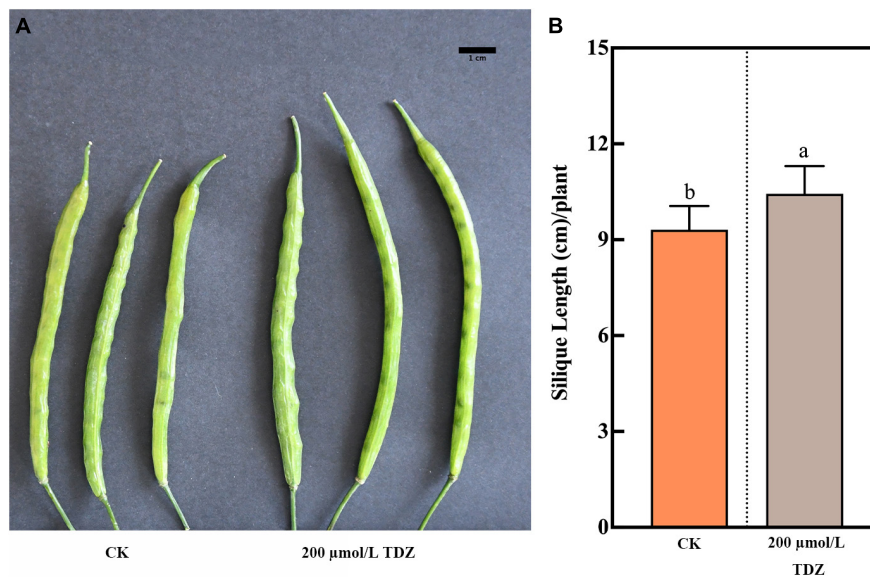 A
1 cm
CK
200 µmol/L TDZ
B
Silique Length (cm)/plant
15
12
9
6
3
0
b
a
CK
200 µmol/L
TDZ